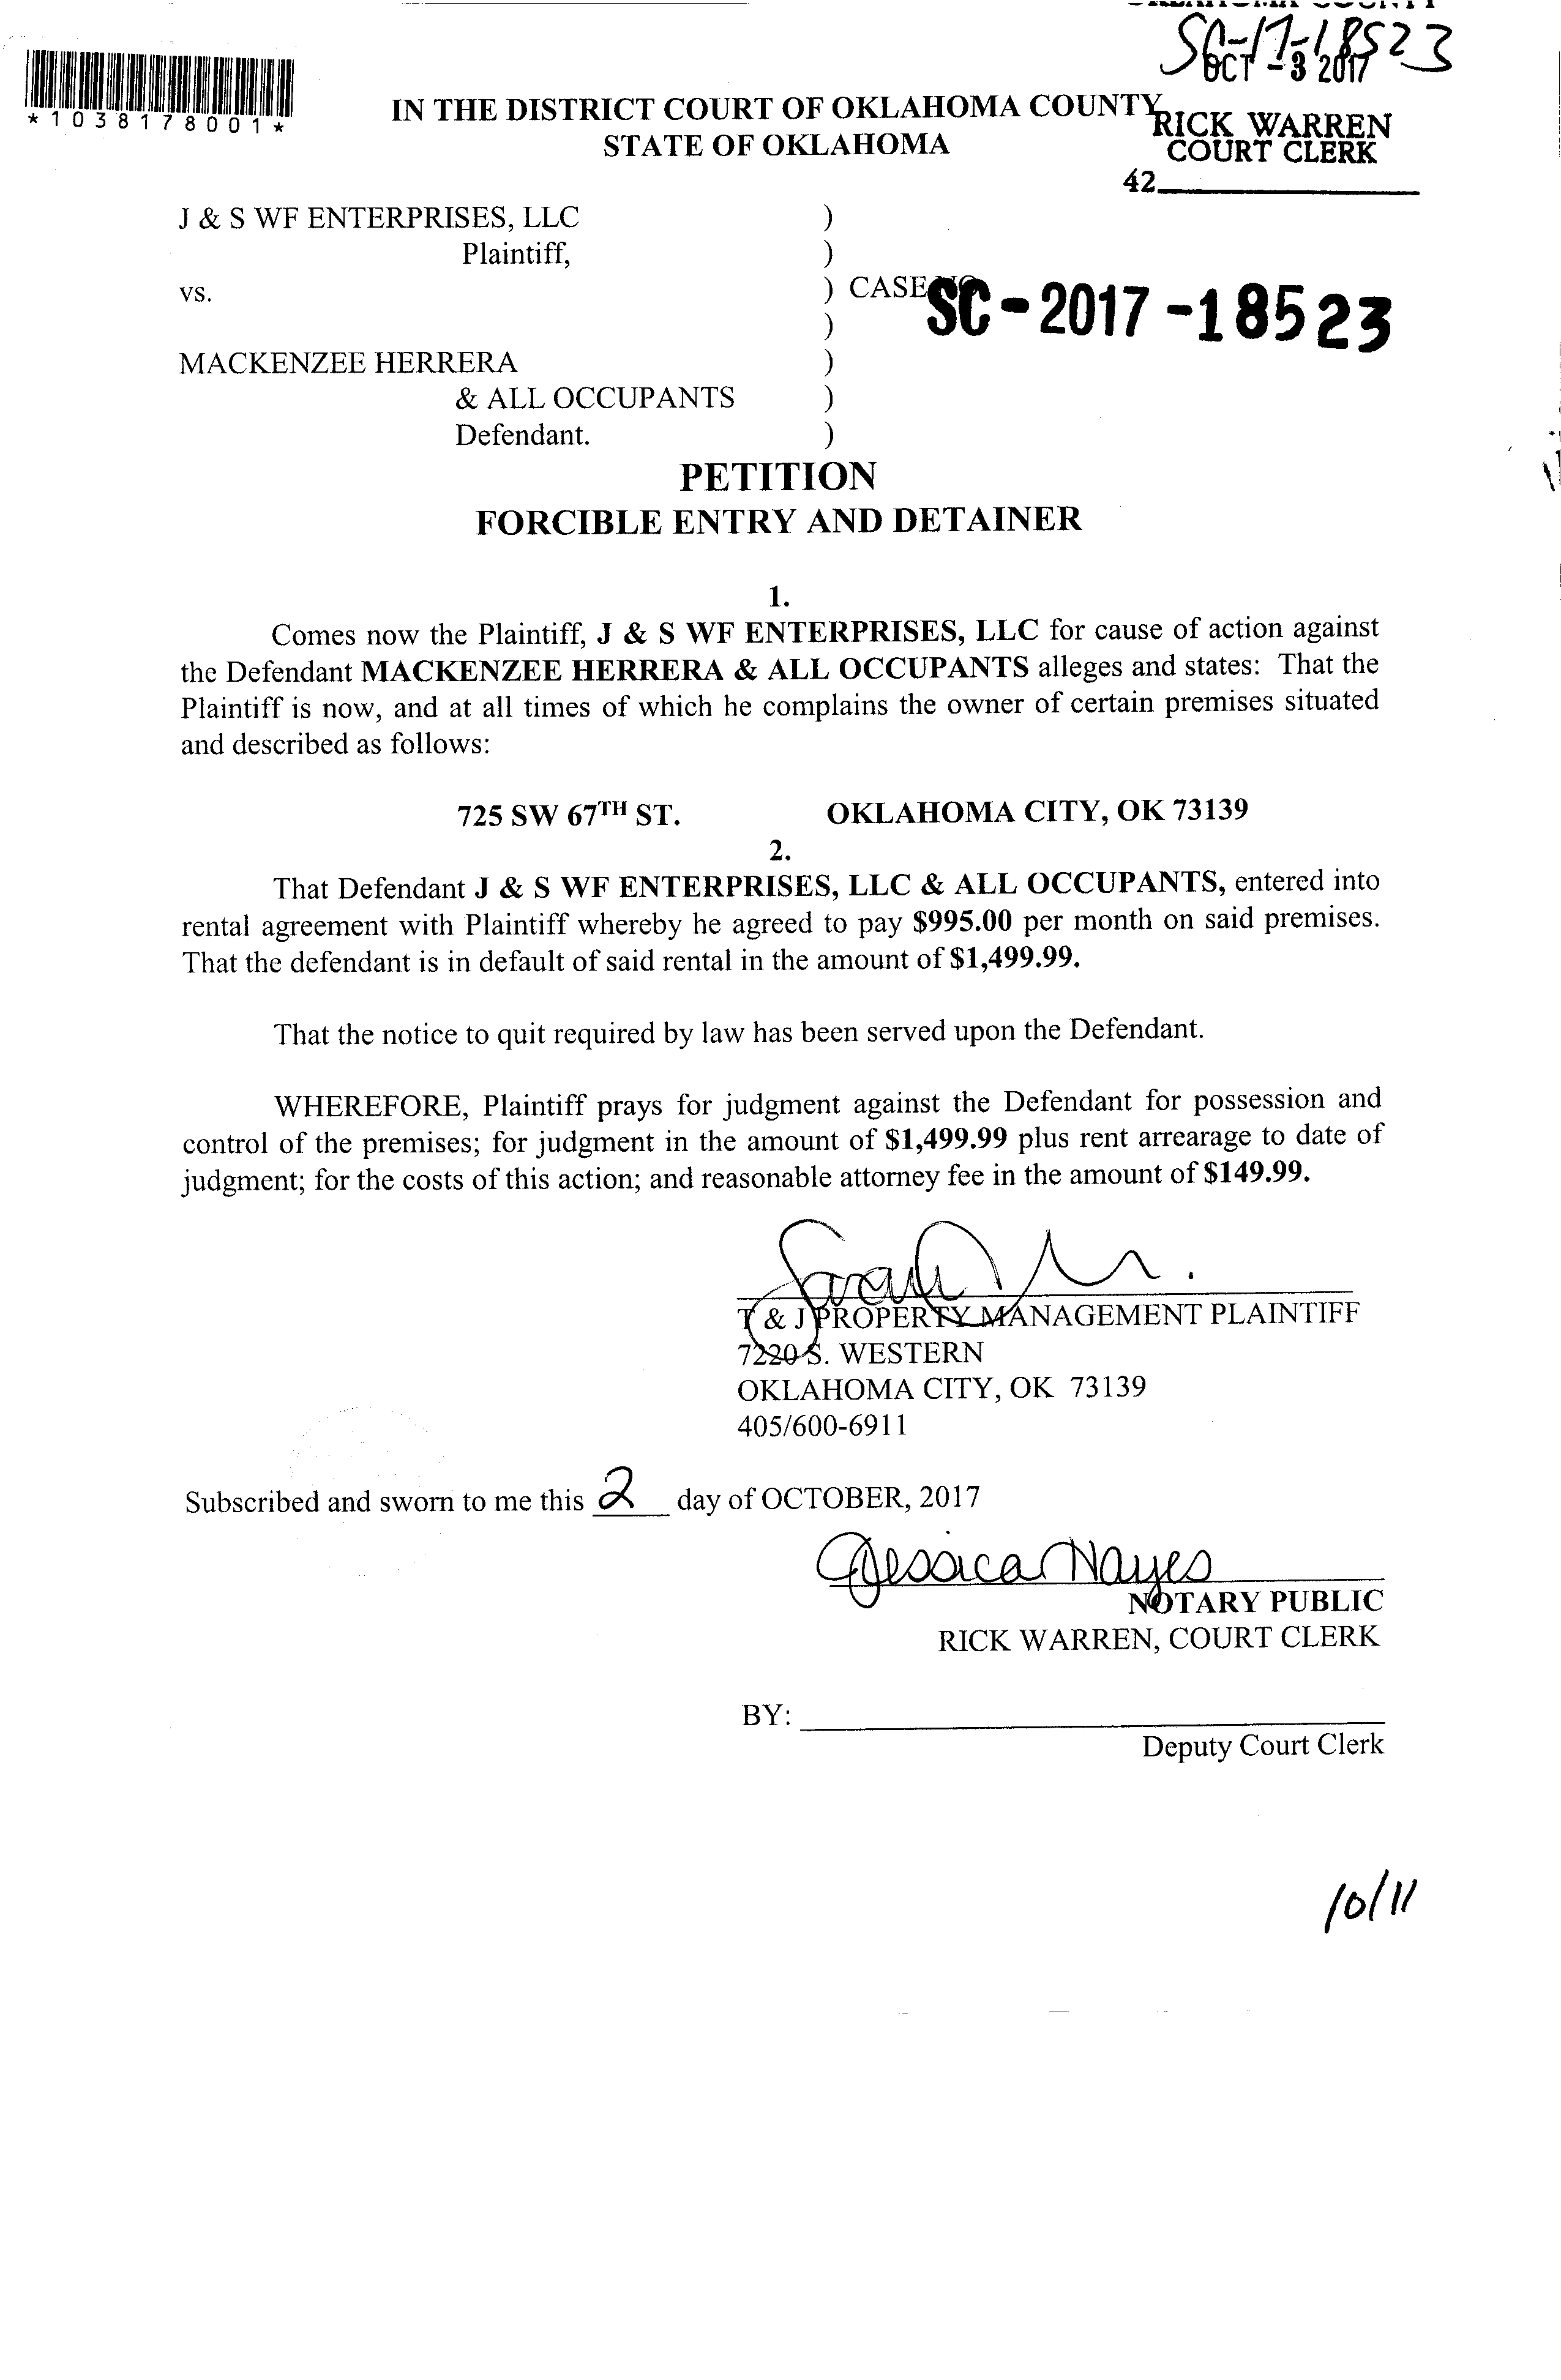 SC-17-18523
OCT - 3 2017
*1038178001*
IN THE DISTRICT COURT OF OKLAHOMA COUNTY
STATE OF OKLAHOMA
RICK WARREN
COURT CLERK
42
J & S WF ENTERPRISES, LLC )
Plaintiff, )
vs. ) CASE NO. SC-2017-18523
)
MACKENZEE HERRERA )
& ALL OCCUPANTS )
Defendant. )
PETITION
FORCIBLE ENTRY AND DETAINER
1.
Comes now the Plaintiff, J & S WF ENTERPRISES, LLC for cause of action against
the Defendant MACKENZEE HERRERA & ALL OCCUPANTS alleges and states: That the
Plaintiff is now, and at all times of which he complains the owner of certain premises situated
and described as follows:
725 SW 67TH ST. OKLAHOMA CITY, OK 73139
2.
That Defendant J & S WF ENTERPRISES, LLC & ALL OCCUPANTS, entered into
rental agreement with Plaintiff whereby he agreed to pay $995.00 per month on said premises.
That the defendant is in default of said rental in the amount of $1,499.99.
That the notice to quit required by law has been served upon the Defendant.
WHEREFORE, Plaintiff prays for judgment against the Defendant for possession and
control of the premises; for judgment in the amount of $1,499.99 plus rent arrearage to date of
judgment; for the costs of this action; and reasonable attorney fee in the amount of $149.99.
T & J PROPERTY MANAGEMENT PLAINTIFF
7220 S. WESTERN
OKLAHOMA CITY, OK 73139
405/600-6911
Subscribed and sworn to me this 2 day of OCTOBER, 2017
Jessica Hayes
NOTARY PUBLIC
RICK WARREN, COURT CLERK
BY:
Deputy Court Clerk
10/11